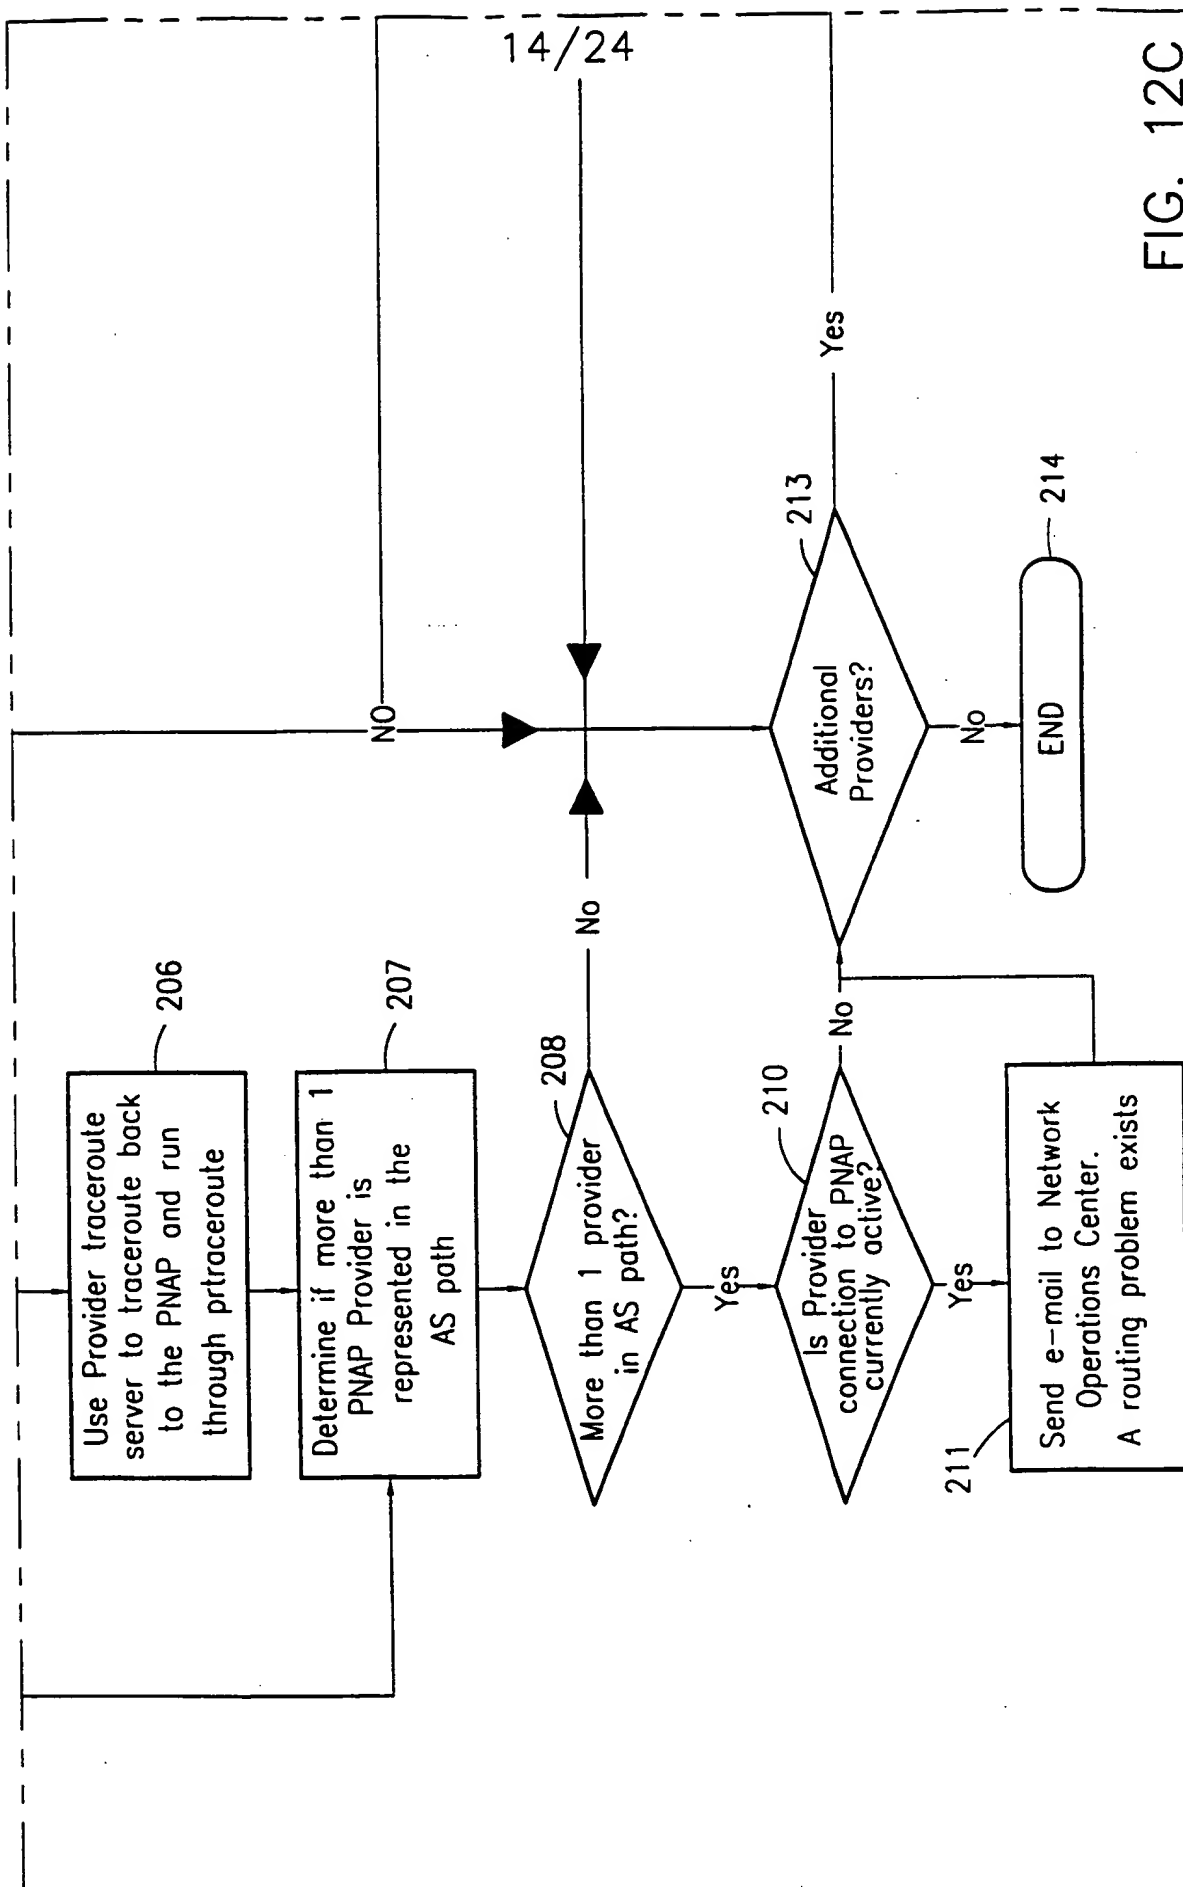 14/24
Use Provider traceroute
server to traceroute back
to the PNAP and run
through prtraceroute
206
Determine if more than 1
PNAP Provider is
represented in the
AS path
207
More than 1 provider
in AS path?
208
No
Yes
Is Provider
connection to PNAP
currently active?
210
No
Yes
Send e-mail to Network
Operations Center.
A routing problem exists
211
NO
Additional
Providers?
213
Yes
No
END
214
FIG. 12C